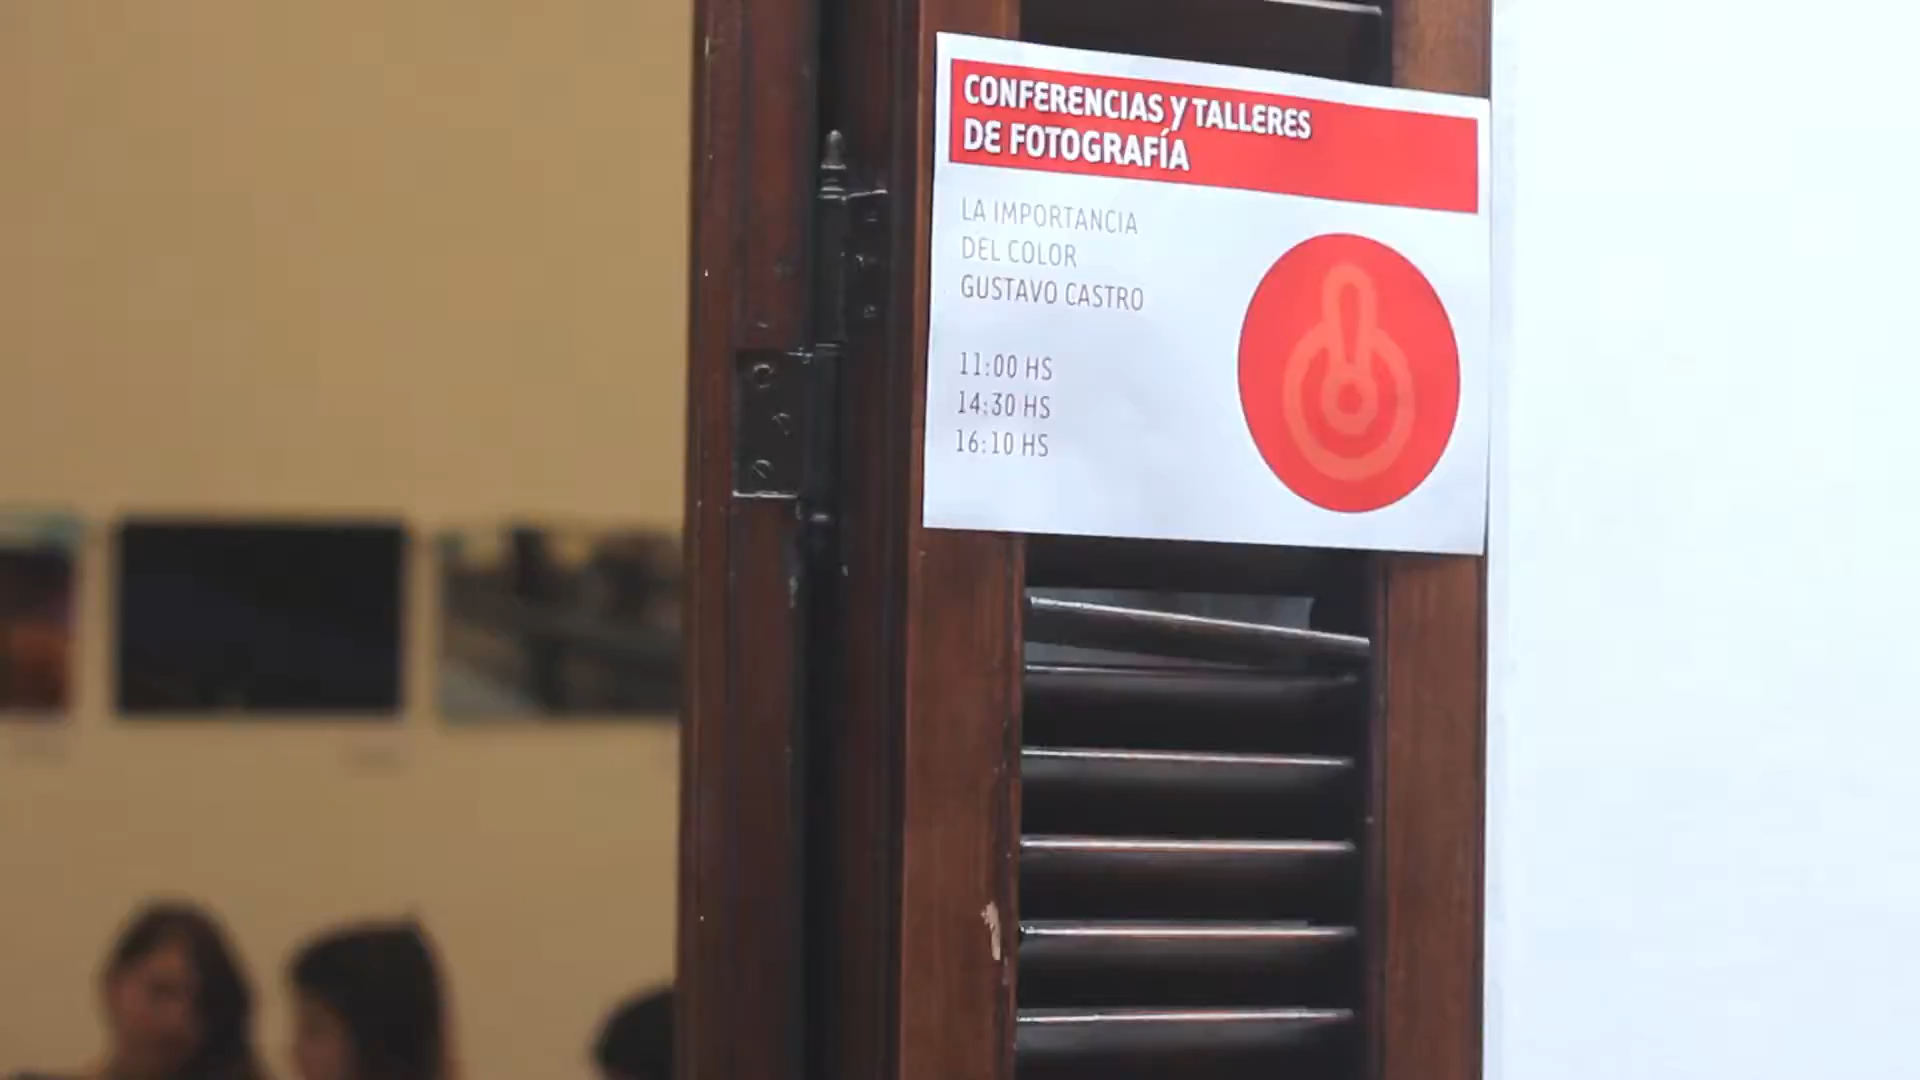 CONFERENCIAS Y TALLERES
DE FOTOGRAFÍA
LA IMPORTANCIA
DEL COLOR
GUSTAVO CASTRO
11:00 HS
14:30 HS
16:10 HS